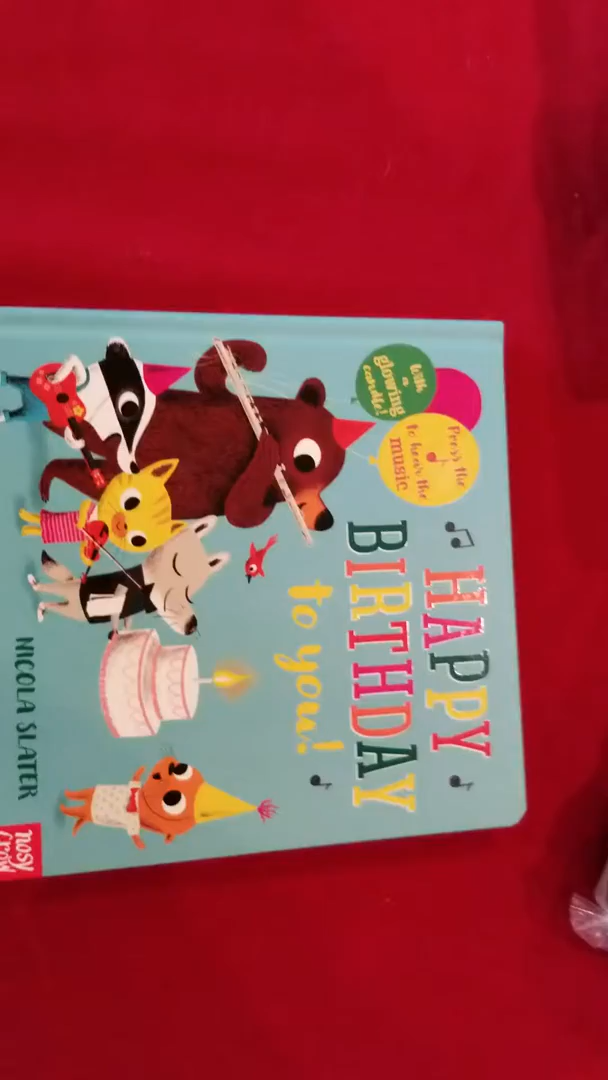 With
a
glowing
candle!
Press the
to hear the
music
HAPPY
BIRTHDAY
to you!
NICOLA SLATER
nosy
crow